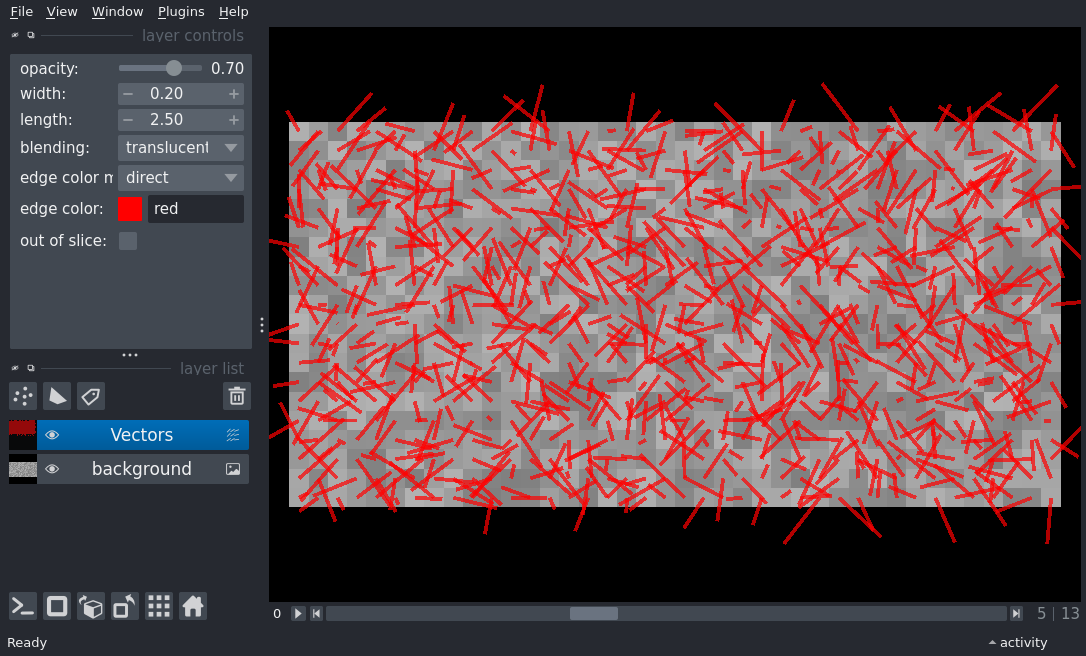 File View Window Plugins Help
layer controls
opacity: 0.70
width: 0.20
length: 2.50
blending: translucent
edge color m direct
edge color: red
out of slice:
layer list
Vectors
background
0 5 | 13
Ready activity